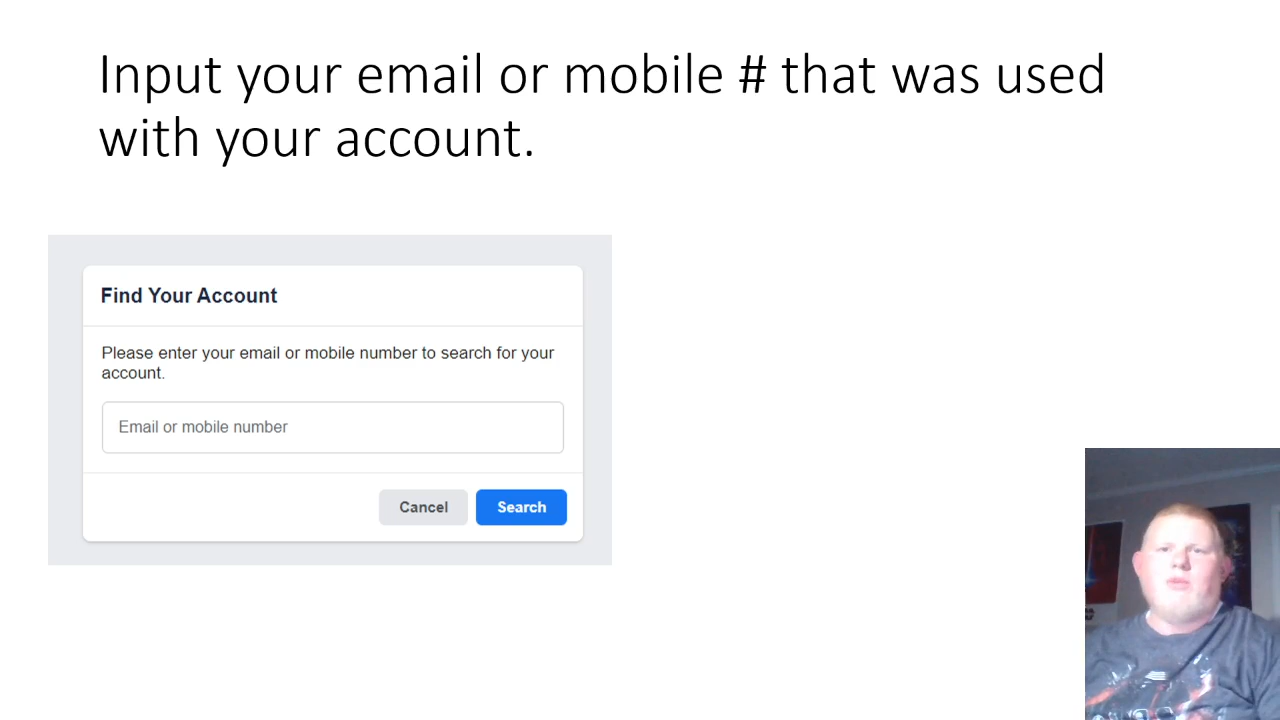 Input your email or mobile # that was used
with your account.
Find Your Account
Please enter your email or mobile number to search for your
account.
Email or mobile number
Cancel
Search